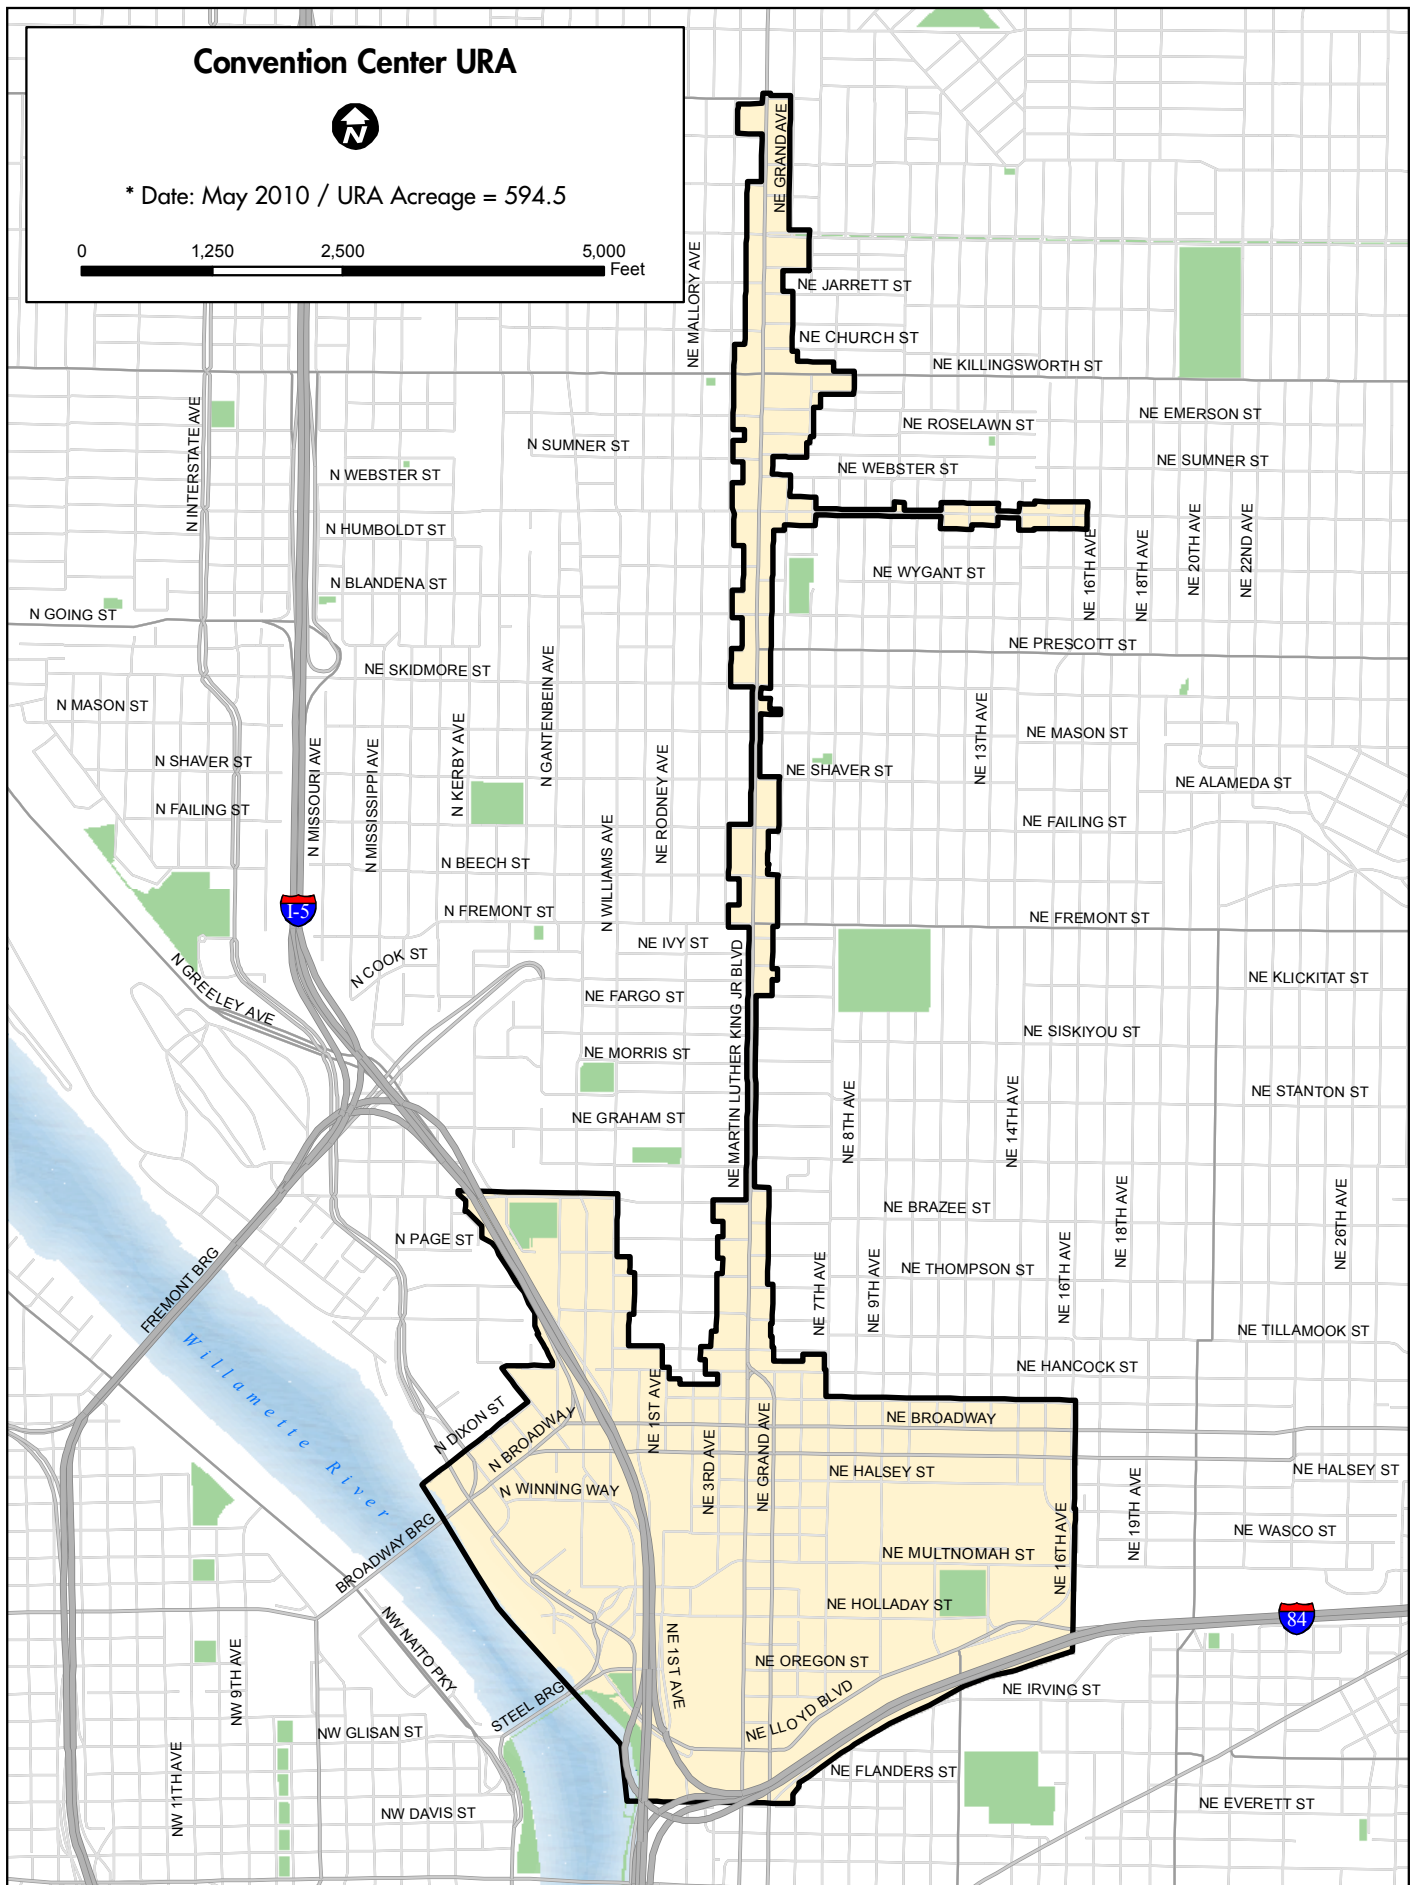 Convention Center URA
N
* Date: May 2010 / URA Acreage = 594.5
0 1,250 2,500 5,000
Feet
NE GRAND AVE
NE MALLORY AVE
NE JARRETT ST
NE CHURCH ST
NE KILLINGSWORTH ST
N INTERSTATE AVE
NE EMERSON ST
NE ROSELAWN ST
N SUMNER ST
NE SUMNER ST
NE WEBSTER ST
N WEBSTER ST
N HUMBOLDT ST
NE 16TH AVE
NE 18TH AVE
NE 20TH AVE
NE 22ND AVE
NE WYGANT ST
N BLANDENA ST
N GOING ST
NE PRESCOTT ST
NE SKIDMORE ST
N MASON ST
N GANTENBEIN AVE
N KERBY AVE
NE 13TH AVE
NE MASON ST
N SHAVER ST
N MISSOURI AVE
N MISSISSIPPI AVE
NE RODNEY AVE
NE SHAVER ST
NE ALAMEDA ST
N FAILING ST
NE FAILING ST
N WILLIAMS AVE
N BEECH ST
I-5
N FREMONT ST
NE FREMONT ST
NE IVY ST
N COOK ST
N GREELEY AVE
NE MARTIN LUTHER KING JR BLVD
NE KLICKITAT ST
NE FARGO ST
NE SISKIYOU ST
NE MORRIS ST
NE STANTON ST
NE 8TH AVE
NE 14TH AVE
NE GRAHAM ST
NE BRAZEE ST
NE 18TH AVE
NE 26TH AVE
N PAGE ST
FREMONT BRG
NE 7TH AVE
NE 9TH AVE
NE THOMPSON ST
NE 16TH AVE
NE TILLAMOOK ST
NE HANCOCK ST
Willamette River
N DIXON ST
N BROADWAY
NE 1ST AVE
NE 3RD AVE
NE GRAND AVE
NE BROADWAY
NE HALSEY ST
NE HALSEY ST
N WINNING WAY
NE 19TH AVE
NE WASCO ST
BROADWAY BRG
NE MULTNOMAH ST
NE 16TH AVE
NE HOLLADAY ST
84
NW NAITO PKY
NW 9TH AVE
NE 1ST AVE
NE OREGON ST
NE IRVING ST
STEEL BRG
NE LLOYD BLVD
NW GLISAN ST
NW 11TH AVE
NE FLANDERS ST
NW DAVIS ST
NE EVERETT ST